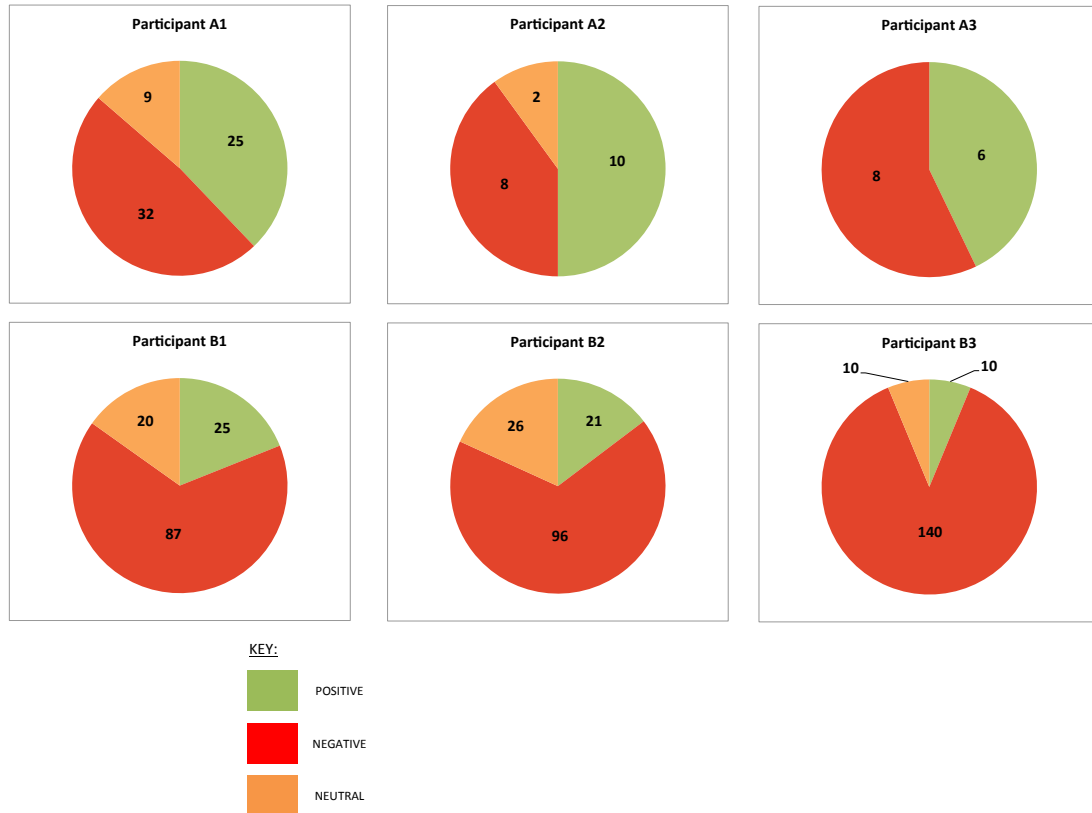 Participant A1
9
25
32
Participant A2
2
10
8
Participant A3
6
8
Participant B1
20
25
87
Participant B2
26
21
96
Participant B3
10
10
140
KEY:
POSITIVE
NEGATIVE
NEUTRAL